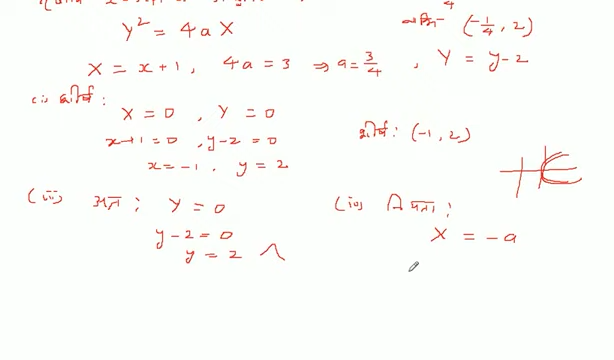 4
(-1/4, 2)
Y² = 4aX
X = x+1, 4a = 3 ⇒ a = 3/4, Y = y-2
(i) शीर्ष:
X = 0, Y = 0
x+1 = 0, y-2 = 0
x = -1, y = 2
शीर्ष: (-1, 2)
(iii) अक्ष: Y = 0
y-2 = 0
y = 2
(iv) नियता:
X = -a